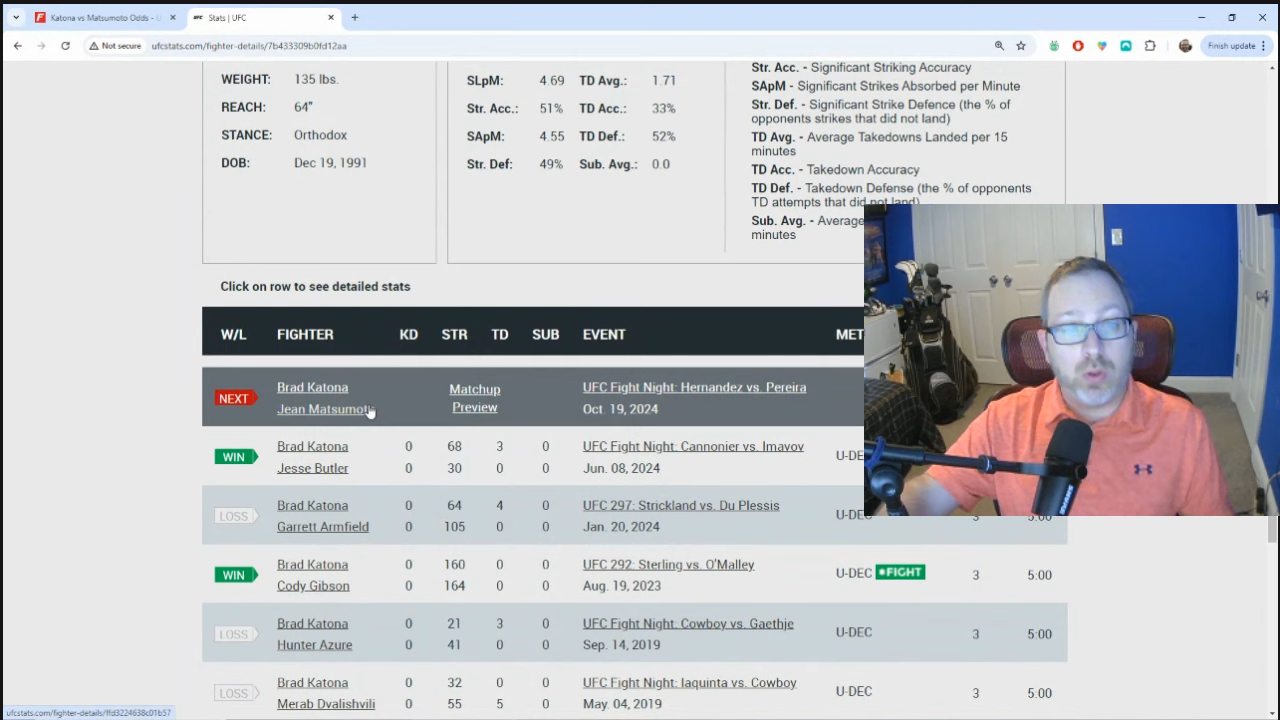 Katona vs Matsumoto Odds -
Stats | UFC
Not secure
ufcstats.com/fighter-details/7b433309b0fd12aa
Finish update
WEIGHT: 135 lbs.
REACH: 64"
STANCE: Orthodox
DOB: Dec 19, 1991
SLpM: 4.69 TD Avg.: 1.71
Str. Acc.: 51% TD Acc.: 33%
SApM: 4.55 TD Def.: 52%
Str. Def: 49% Sub. Avg.: 0.0
Str. Acc. - Significant Striking Accuracy
SApM - Significant Strikes Absorbed per Minute
Str. Def. - Significant Strike Defence (the % of
opponents strikes that did not land)
TD Avg. - Average Takedowns Landed per 15
minutes
TD Acc. - Takedown Accuracy
TD Def. - Takedown Defense (the % of opponents
TD attempts that did not land)
Sub. Avg. - Average
minutes
Click on row to see detailed stats
W/L FIGHTER KD STR TD SUB EVENT MET
NEXT Brad Katona Matchup UFC Fight Night: Hernandez vs. Pereira
Jean Matsumoto Preview Oct. 19, 2024
WIN Brad Katona 0 68 3 0 UFC Fight Night: Cannonier vs. Imavov U-DE
Jesse Butler 0 30 0 0 Jun. 08, 2024
LOSS Brad Katona 0 64 4 0 UFC 297: Strickland vs. Du Plessis U-DEC 3 5:00
Garrett Armfield 0 105 0 0 Jan. 20, 2024
WIN Brad Katona 0 160 0 0 UFC 292: Sterling vs. O'Malley U-DEC FIGHT 3 5:00
Cody Gibson 0 164 0 0 Aug. 19, 2023
LOSS Brad Katona 0 21 3 0 UFC Fight Night: Cowboy vs. Gaethje U-DEC 3 5:00
Hunter Azure 0 41 0 0 Sep. 14, 2019
LOSS Brad Katona 0 32 0 0 UFC Fight Night: Iaquinta vs. Cowboy U-DEC 3 5:00
Merab Dvalishvili 0 55 5 0 May. 04, 2019
ufcstats.com/fighter-details/ffd3224638c01b57